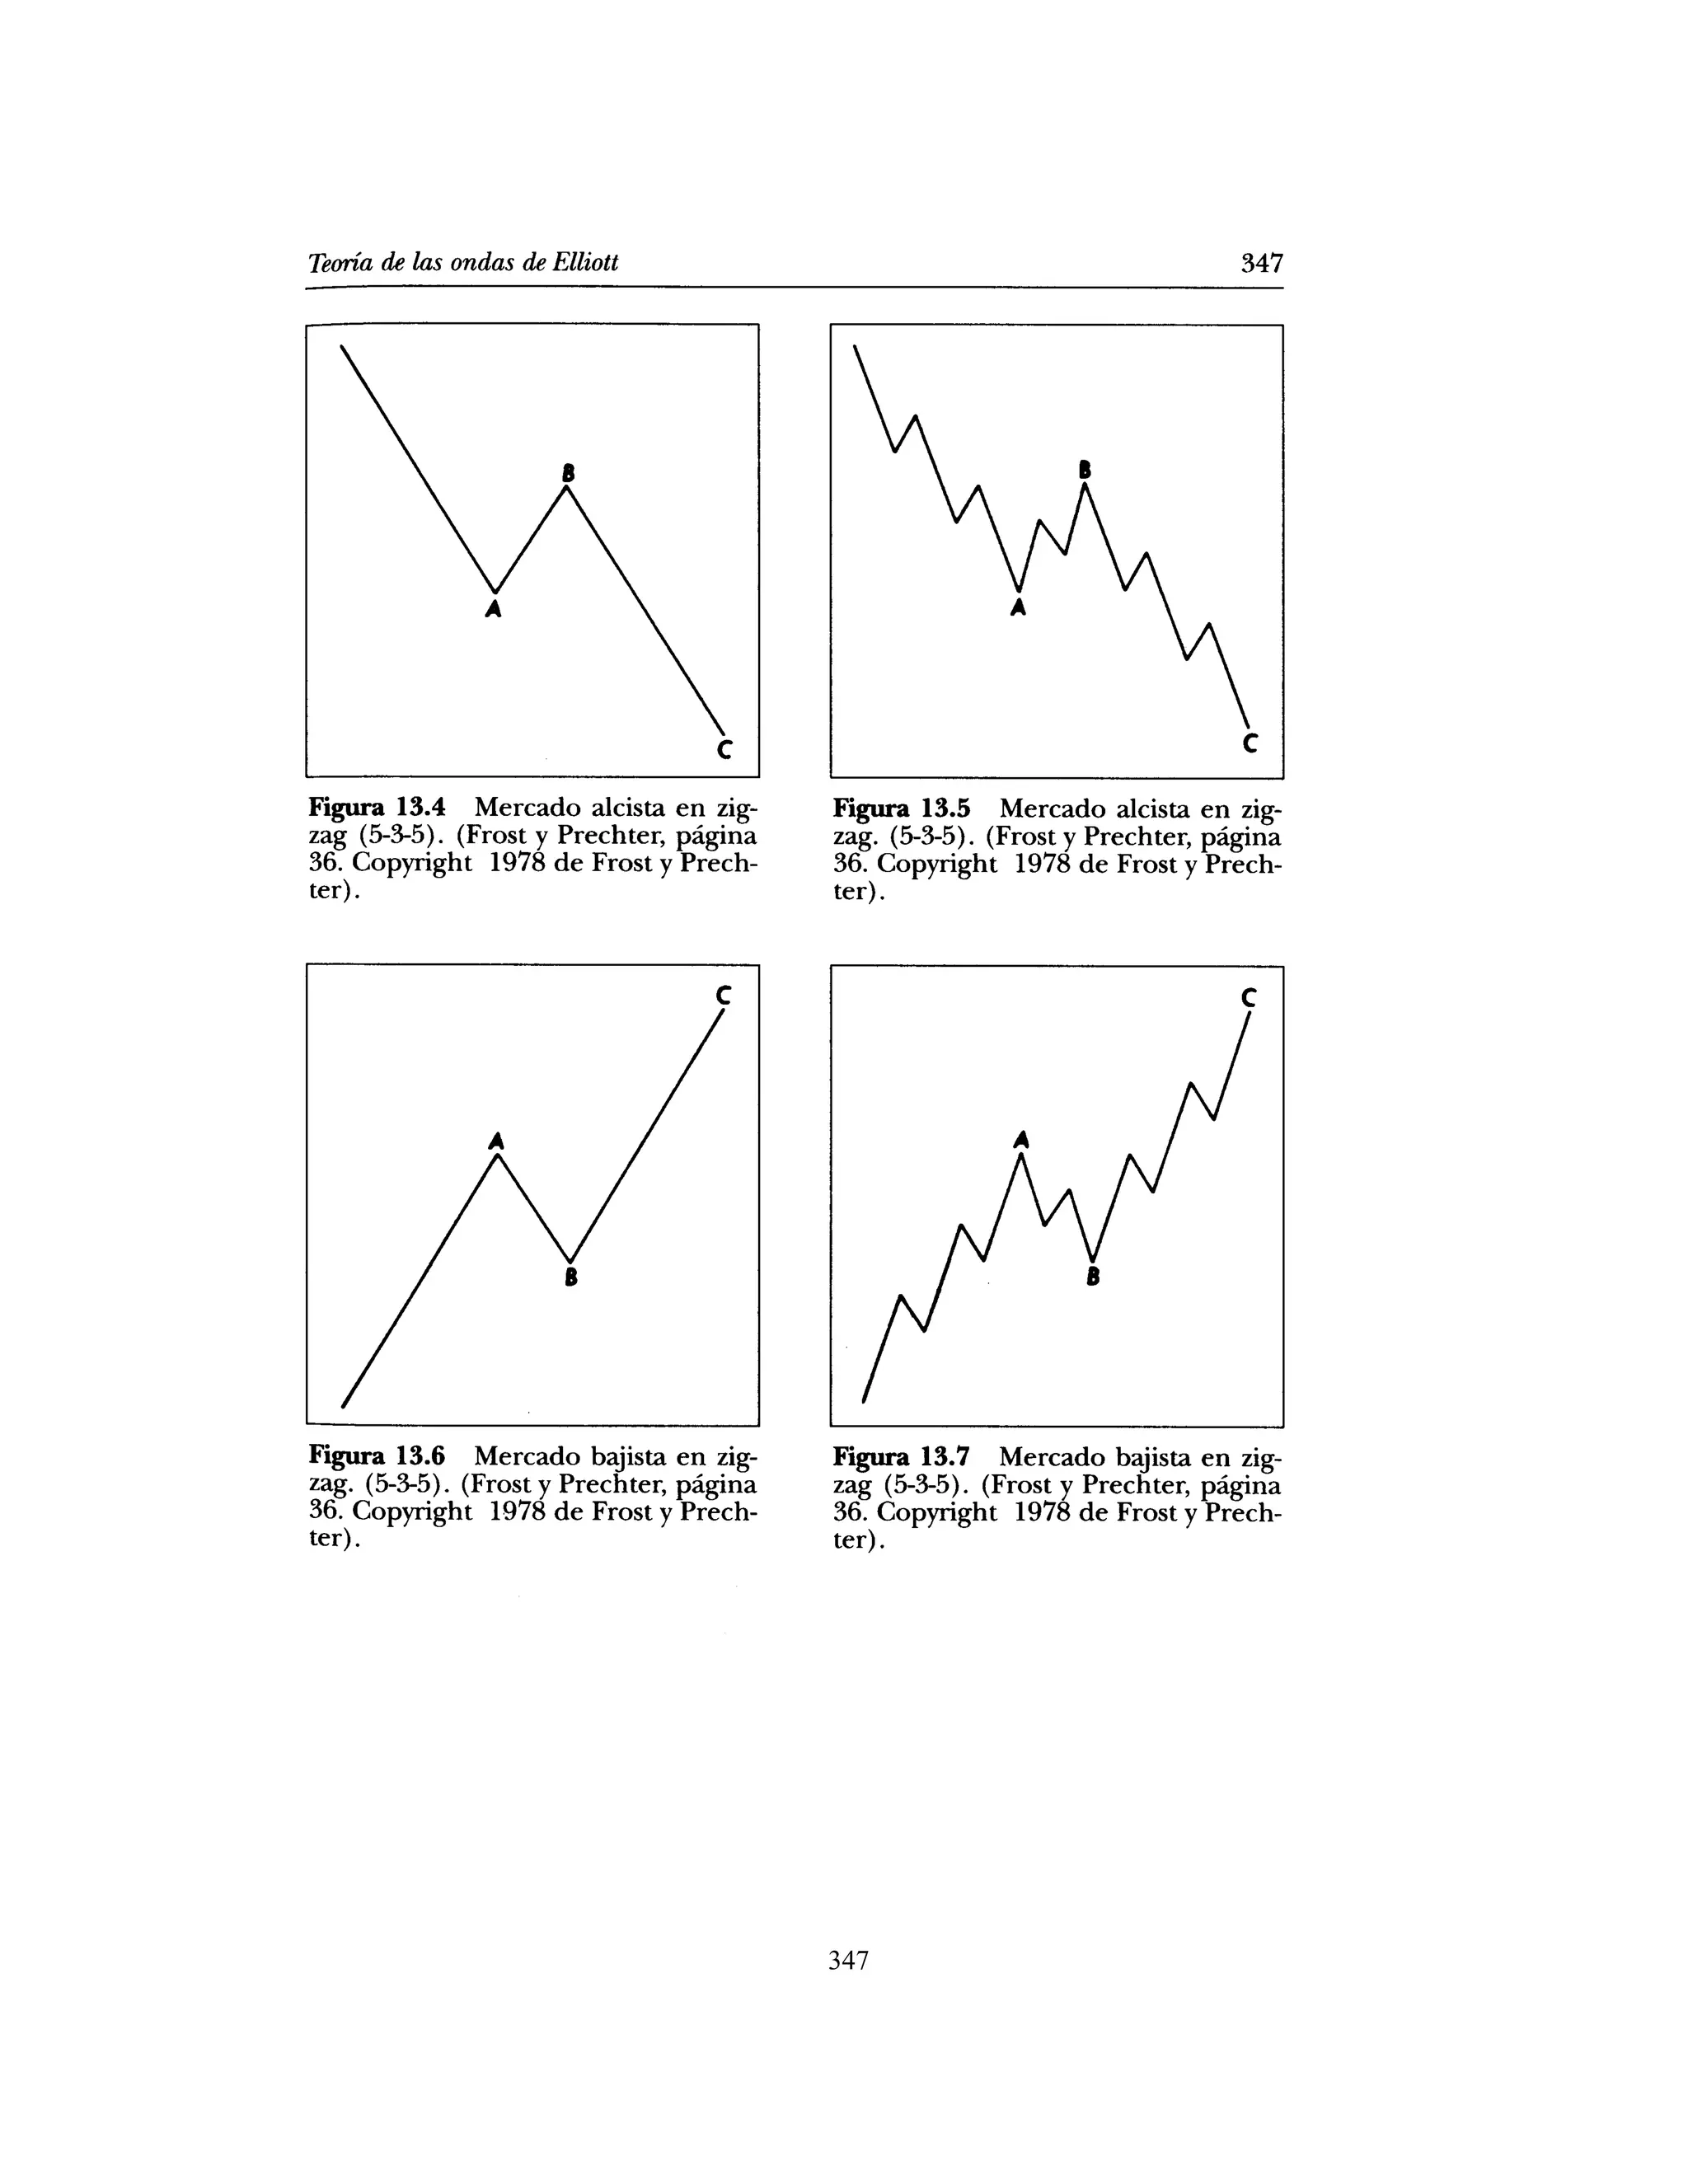 Teoría de las ondas de Elliott 347
B
A
C
Figura 13.4 Mercado alcista en zig-
zag (5-3-5). (Frost y Prechter, página
36. Copyright 1978 de Frost y Prech-
ter).
B
A
C
Figura 13.5 Mercado alcista en zig-
zag. (5-3-5). (Frost y Prechter, página
36. Copyright 1978 de Frost y Prech-
ter).
C
A
B
Figura 13.6 Mercado bajista en zig-
zag. (5-3-5). (Frost y Prechter, página
36. Copyright 1978 de Frost y Prech-
ter).
C
A
B
Figura 13.7 Mercado bajista en zig-
zag (5-3-5). (Frost y Prechter, página
36. Copyright 1978 de Frost y Prech-
ter).
347